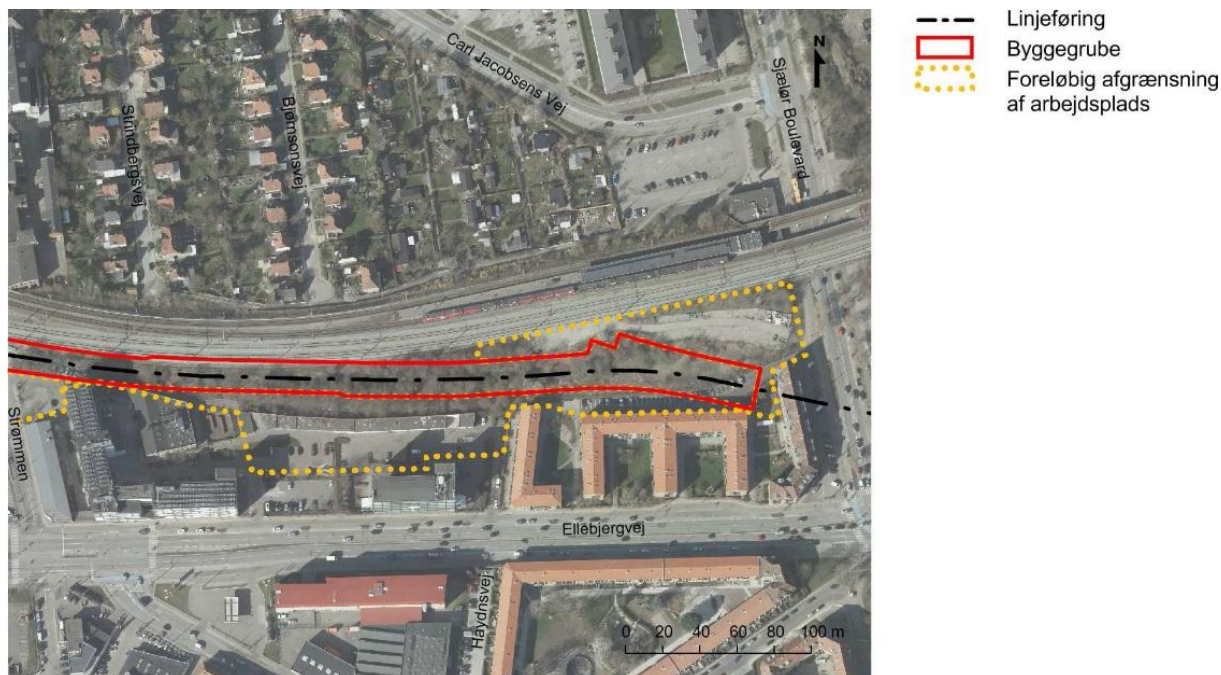 Carl Jacobsens Vej
N
Sjælør Boulevard
Strindbergsvej
Bjørnsonsvej
Strømmen
Ellebjergvej
Haydnsvej
0 20 40 60 80 100 m
Linjeføring
Byggegrube
Foreløbig afgrænsning
af arbejdsplads